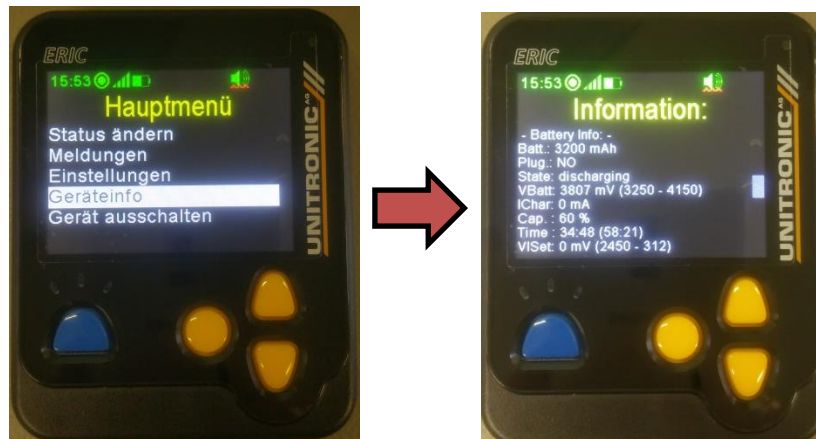 ERIC
15:53
Hauptmenü
Status ändern
Meldungen
Einstellungen
Geräteinfo
Gerät ausschalten
UNITRONIC AG
ERIC
15:53
Information:
- Battery Info: -
Batt.: 3200 mAh
Plug.: NO
State: discharging
VBatt: 3807 mV (3250 - 4150)
IChar: 0 mA
Cap. : 60 %
Time : 34:48 (58:21)
VISet: 0 mV (2450 - 312)
UNITRONIC AG